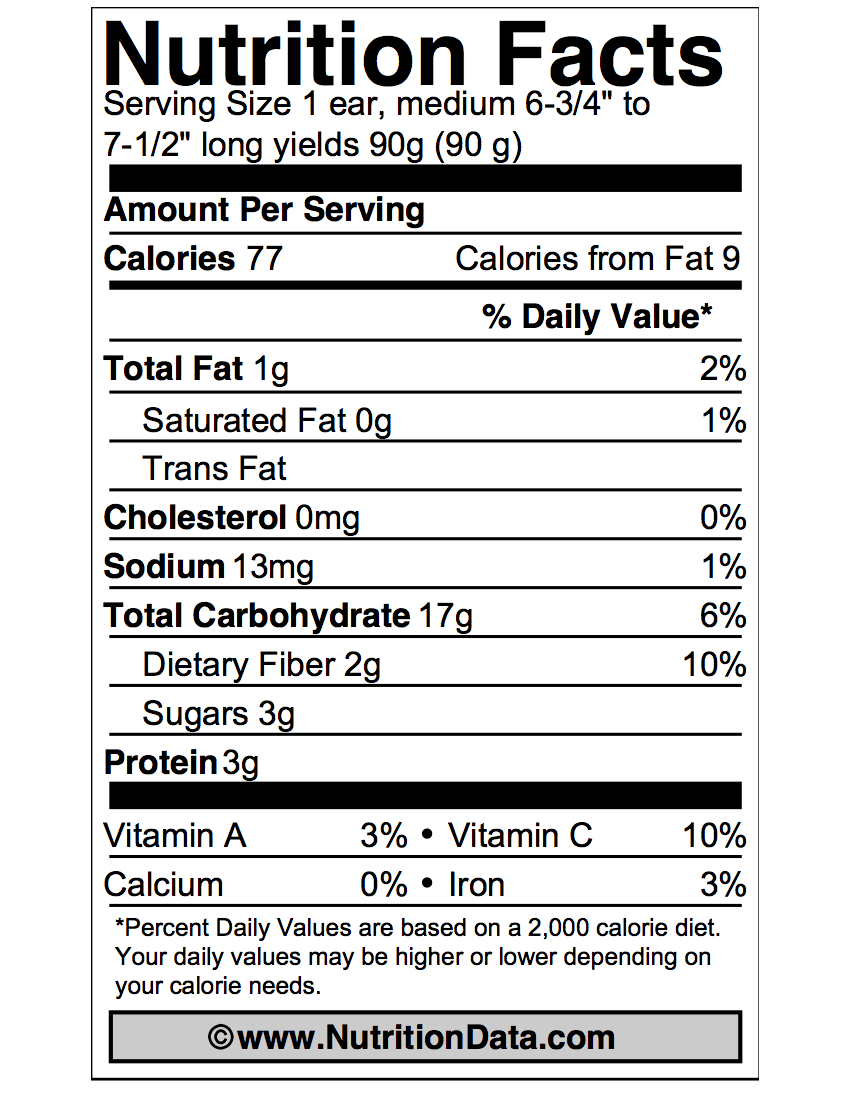 Nutrition Facts
Serving Size 1 ear, medium 6-3/4" to
7-1/2" long yields 90g (90 g)
Amount Per Serving
Calories 77 Calories from Fat 9
% Daily Value*
Total Fat 1g 2%
Saturated Fat 0g 1%
Trans Fat
Cholesterol 0mg 0%
Sodium 13mg 1%
Total Carbohydrate 17g 6%
Dietary Fiber 2g 10%
Sugars 3g
Protein 3g
Vitamin A 3% • Vitamin C 10%
Calcium 0% • Iron 3%
*Percent Daily Values are based on a 2,000 calorie diet.
Your daily values may be higher or lower depending on
your calorie needs.
©www.NutritionData.com